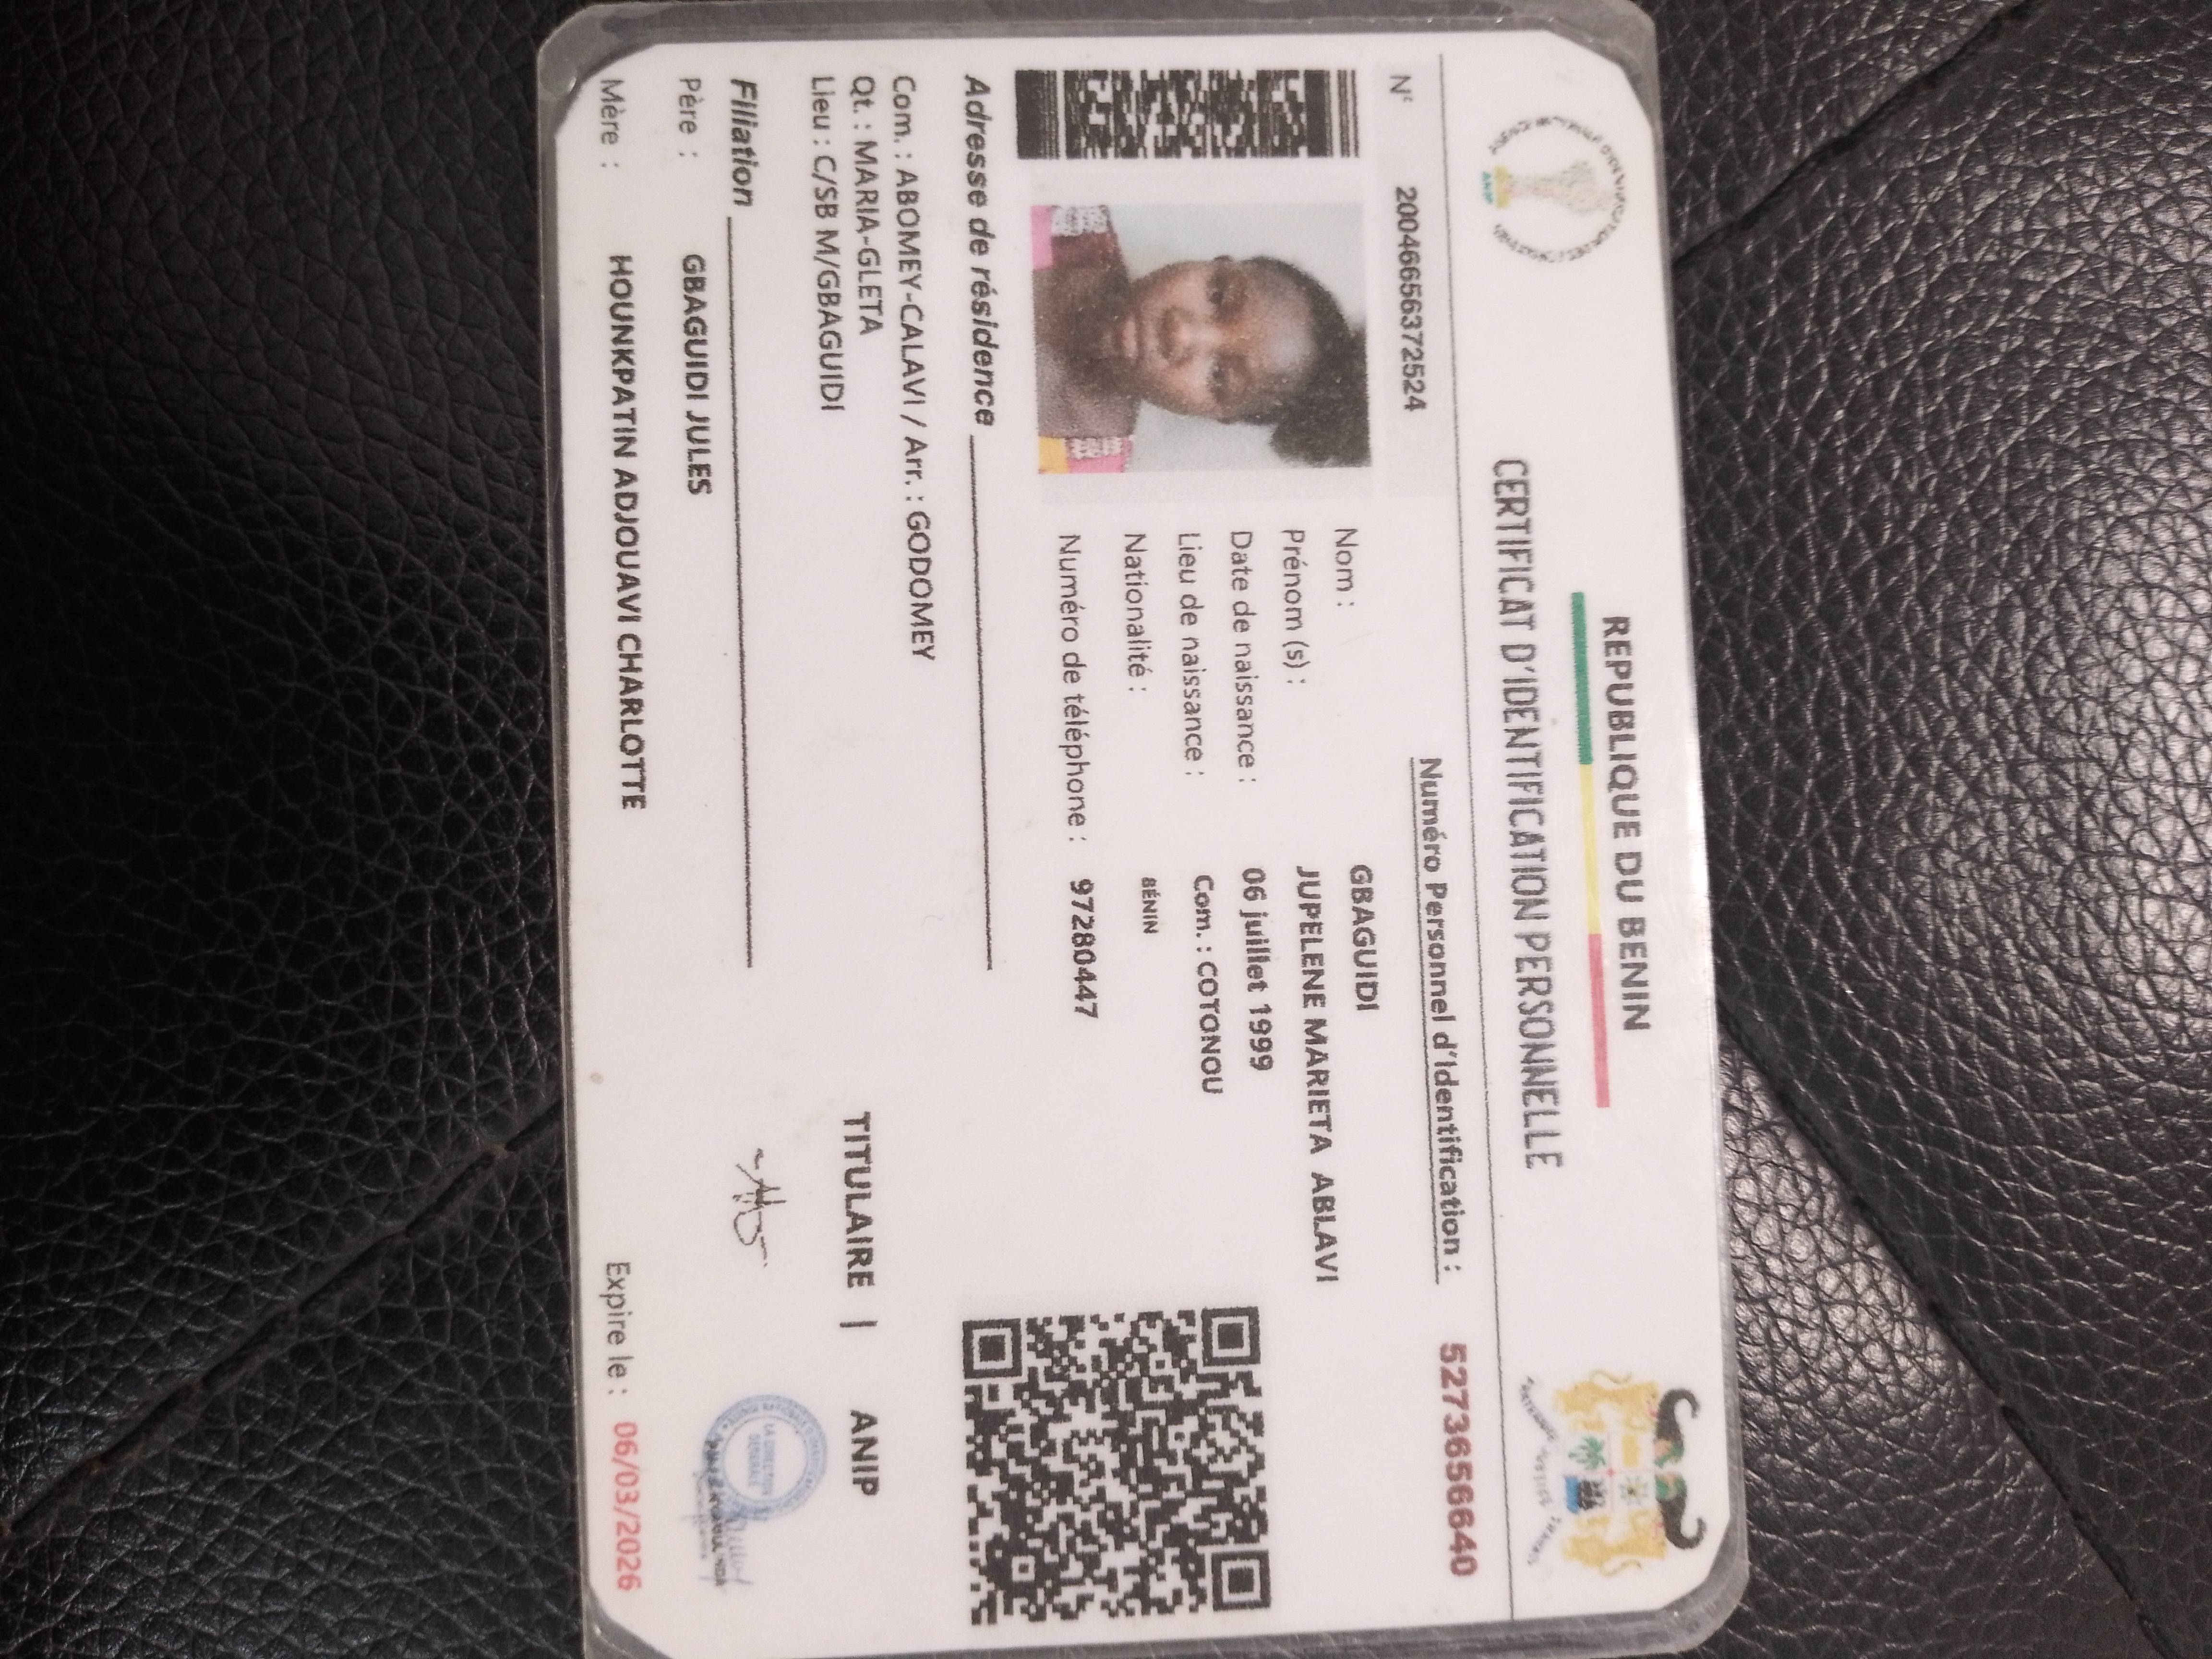 REPUBLIQUE DU BENIN
CERTIFICAT D'IDENTIFICATION PERSONNELLE
N° 2004665637252​4
Numéro Personnel d'Identification : 5273656640
Nom : GBAGUIDI
Prénom (s) : JUPELENE MARIETA ABLAVI
Date de naissance : 06 juillet 1999
Lieu de naissance : Com. : COTONOU
Nationalité : BÉNIN
Numéro de téléphone : 97280447
Adresse de résidence
Com. : ABOMEY-CALAVI / Arr. : GODOMEY
Qt. : MARIA-GLETA
Lieu : C/SB M/GBAGUIDI
TITULAIRE | ANIP
Filiation
Père : GBAGUIDI JULES
Mère : HOUNKPATIN ADJOUAVI CHARLOTTE
Expire le : 06/03/2026